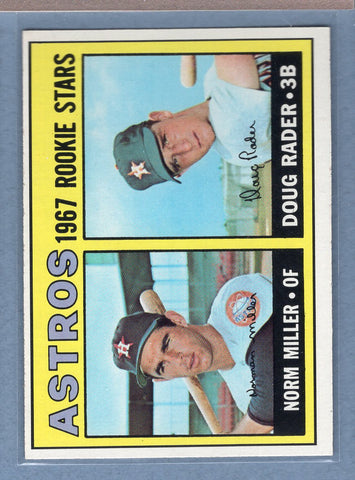 ASTROS
1967 ROOKIE STARS
Norman Miller
Doug Rader
NORM MILLER • OF
DOUG RADER • 3B